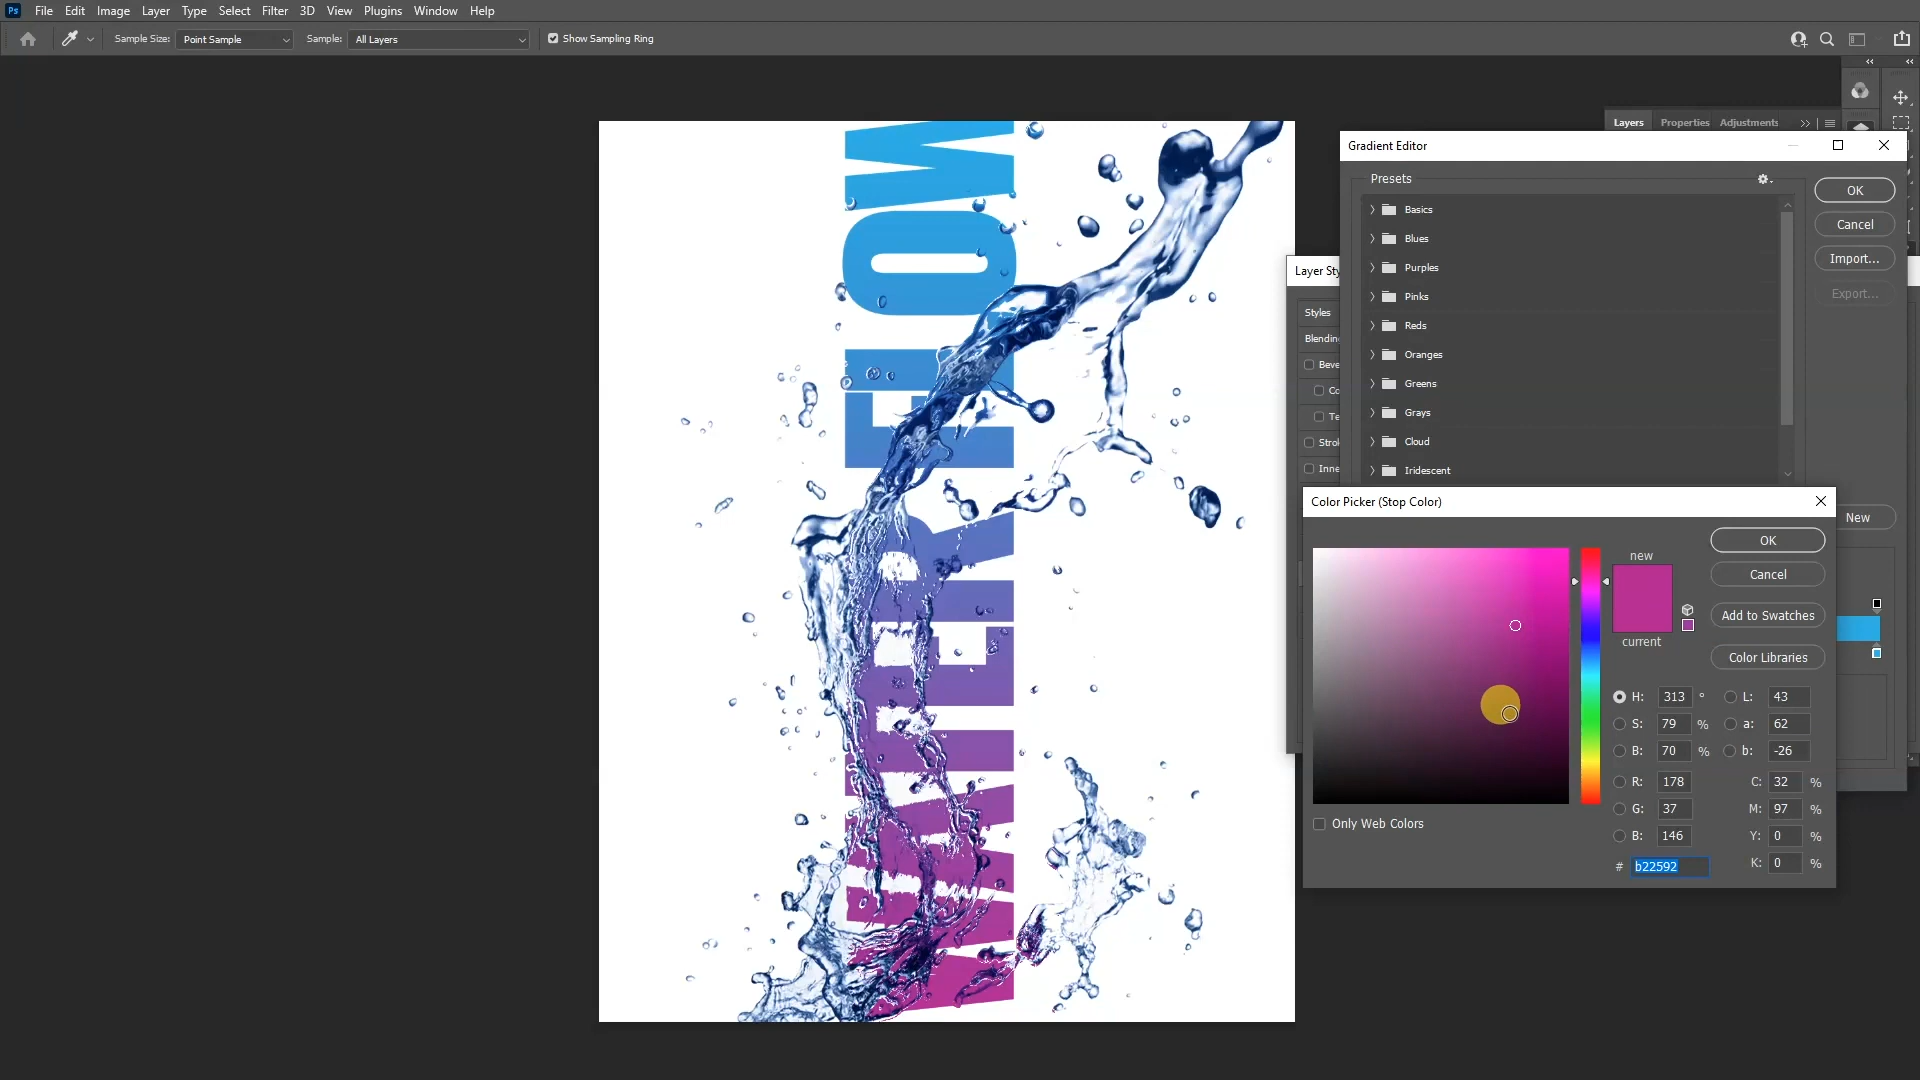 Ps File Edit Image Layer Type Select Filter 3D View Plugins Window Help
Sample Size: Point Sample Sample: All Layers Show Sampling Ring
Layers Properties Adjustments
Gradient Editor
Presets
OK
Basics
Cancel
Blues
Import...
Purples
Export...
Pinks
Reds
Oranges
Greens
Grays
Cloud
Iridescent
New
Layer Sty
Styles
Blending
Beve
Co
Te
Strok
Inne
Color Picker (Stop Color)
OK
new
Cancel
Add to Swatches
current
Color Libraries
H: 313 ° L: 43
S: 79 % a: 62
B: 70 % b: -26
R: 178 C: 32 %
G: 37 M: 97 %
B: 146 Y: 0 %
# b22592 K: 0 %
Only Web Colors
WATER FLOW